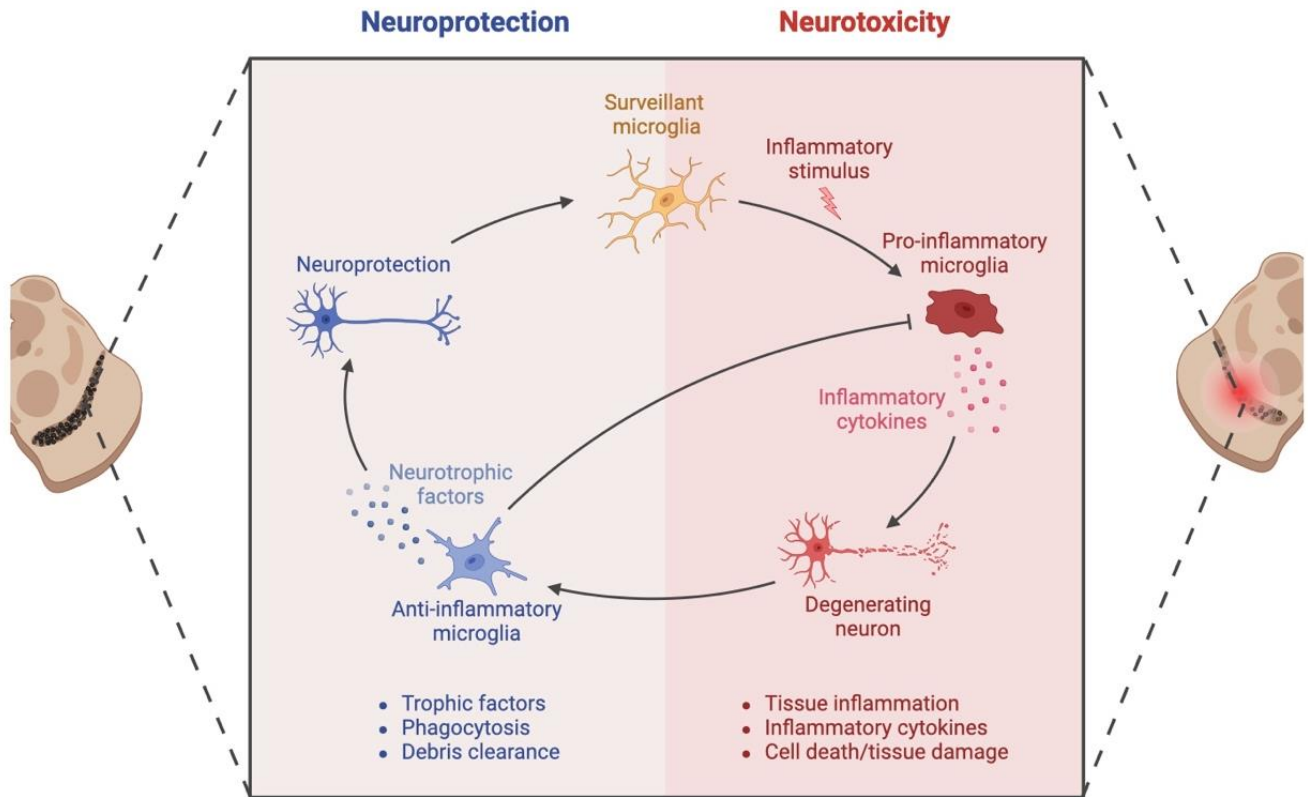 Neuroprotection
Neurotoxicity
Surveillant
microglia
Inflammatory
stimulus
Pro-inflammatory
microglia
Neuroprotection
Inflammatory
cytokines
Neurotrophic
factors
Anti-inflammatory
microglia
Degenerating
neuron
• Trophic factors
• Phagocytosis
• Debris clearance
• Tissue inflammation
• Inflammatory cytokines
• Cell death/tissue damage